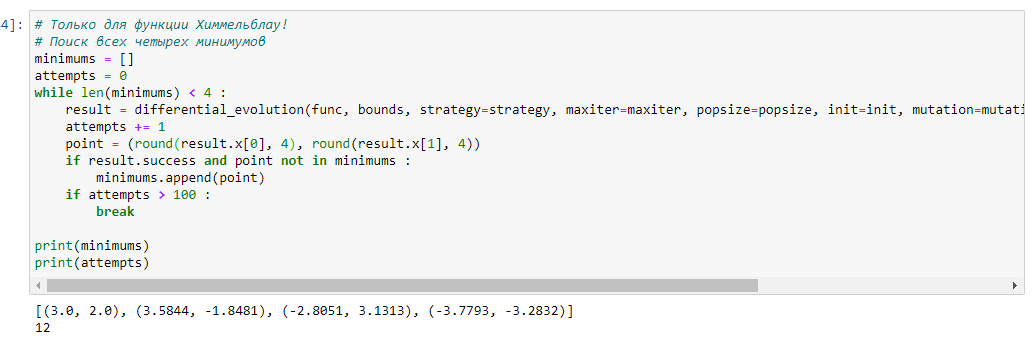 4]: # Только для функции Химмельблау!
# Поиск всех четырех минимумов
minimums = []
attempts = 0
while len(minimums) < 4 :
    result = differential_evolution(func, bounds, strategy=strategy, maxiter=maxiter, popsize=popsize, init=init, mutation=mutati
    attempts += 1
    point = (round(result.x[0], 4), round(result.x[1], 4))
    if result.success and point not in minimums :
        minimums.append(point)
    if attempts > 100 :
        break
print(minimums)
print(attempts)
[(3.0, 2.0), (3.5844, -1.8481), (-2.8051, 3.1313), (-3.7793, -3.2832)]
12